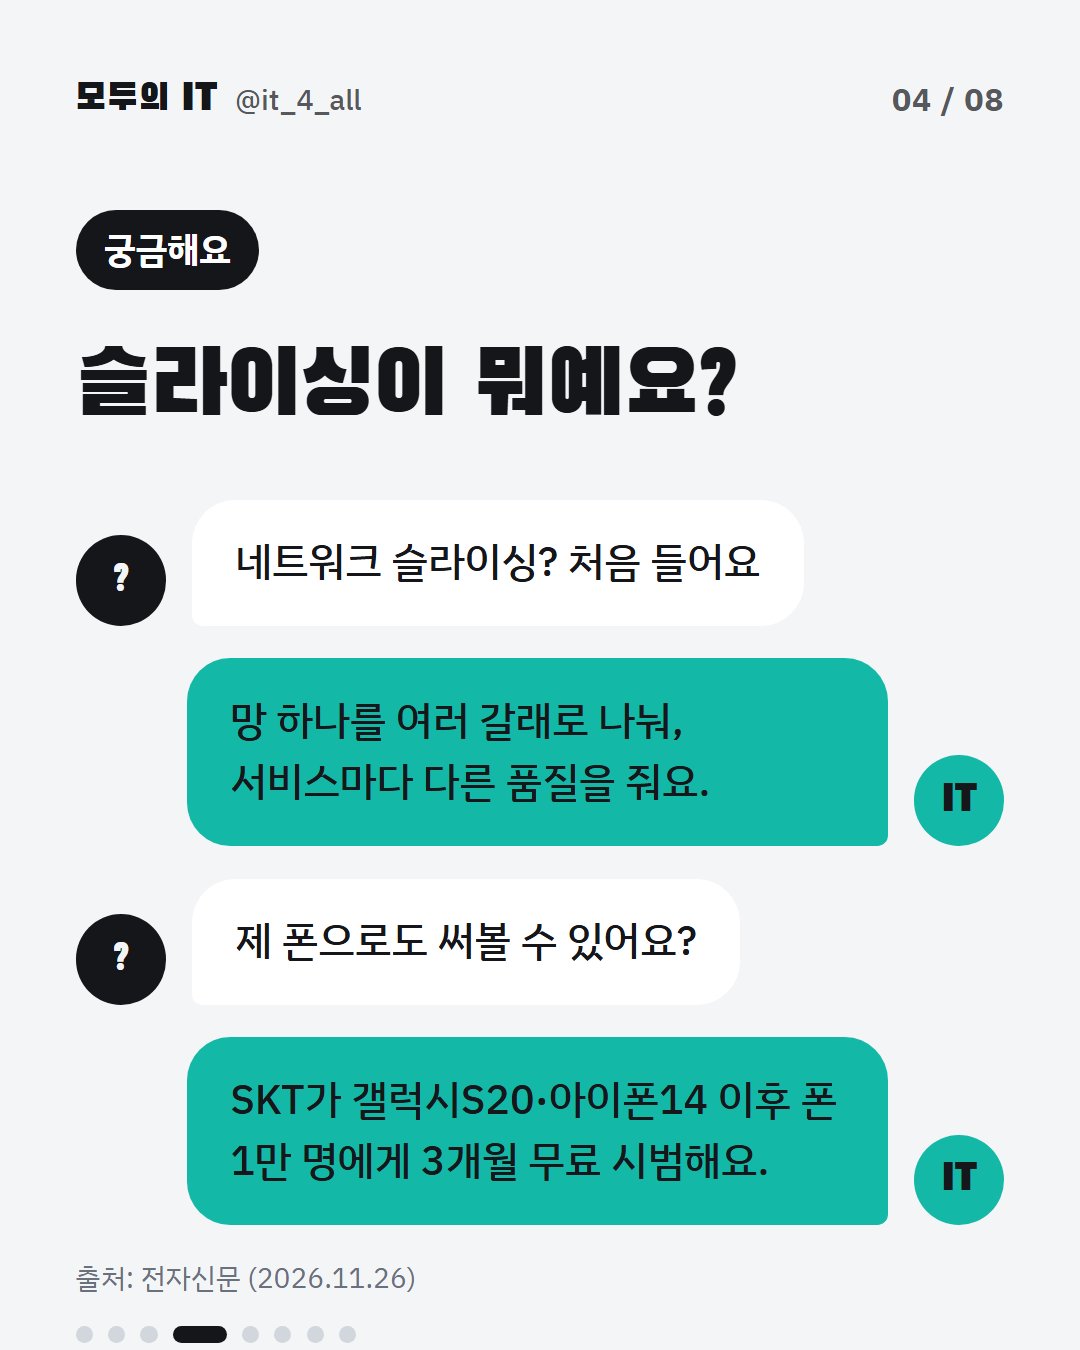 모두의 IT @it_4_all 04 / 08
궁금해요
슬라이싱이 뭐예요?
? 네트워크 슬라이싱? 처음 들어요
망 하나를 여러 갈래로 나눠,
서비스마다 다른 품질을 줘요.
IT
? 제 폰으로도 써볼 수 있어요?
SKT가 갤럭시S20·아이폰14 이후 폰
1만 명에게 3개월 무료 시범해요.
IT
출처: 전자신문 (2026.11.26)